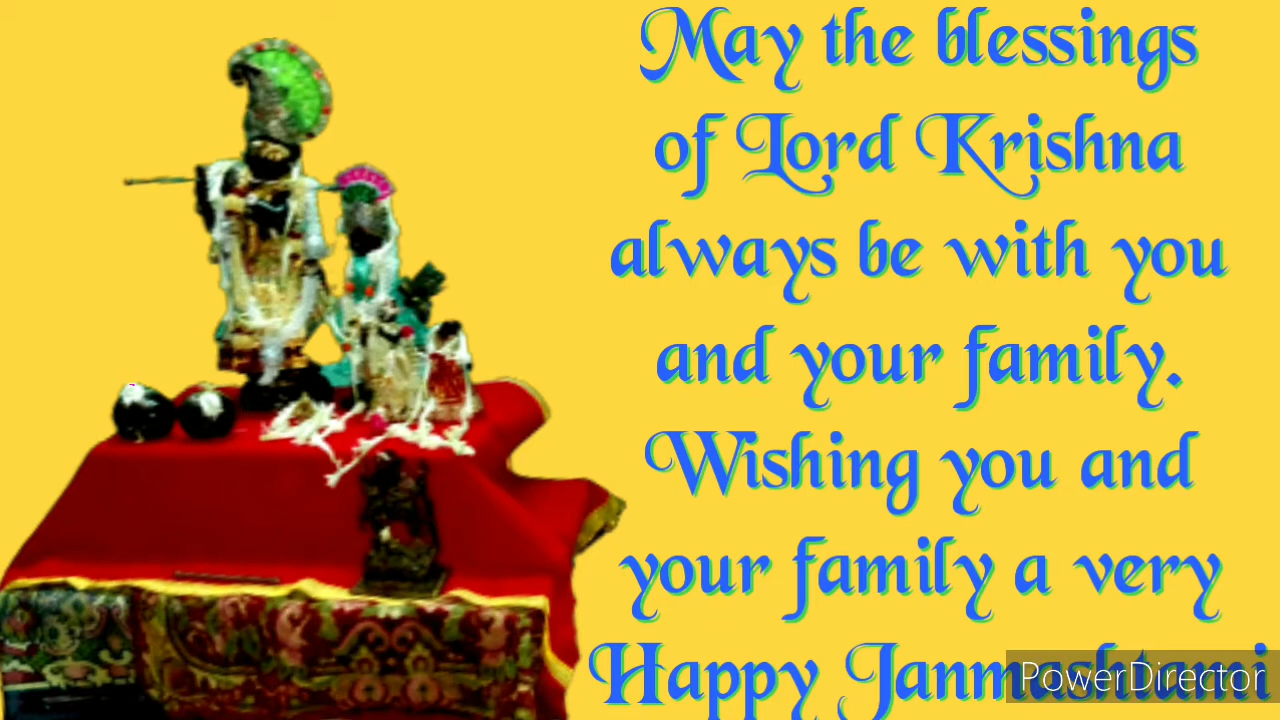 May the blessings
of Lord Krishna
always be with you
and your family.
Wishing you and
your family a very
Happy Janmashtami
PowerDirector